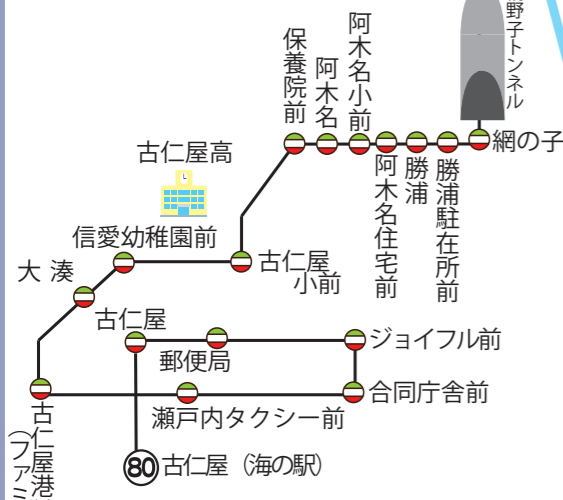 野子トンネル
保養院前
阿木名
阿木名小前
阿木名住宅前
勝浦
勝浦駐在所前
網の子
古仁屋高
信愛幼稚園前
古仁屋
小前
大湊
古仁屋
郵便局
ジョイフル前
瀬戸内タクシー前
合同庁舎前
古仁屋港
(ファミ
80
古仁屋（海の駅）